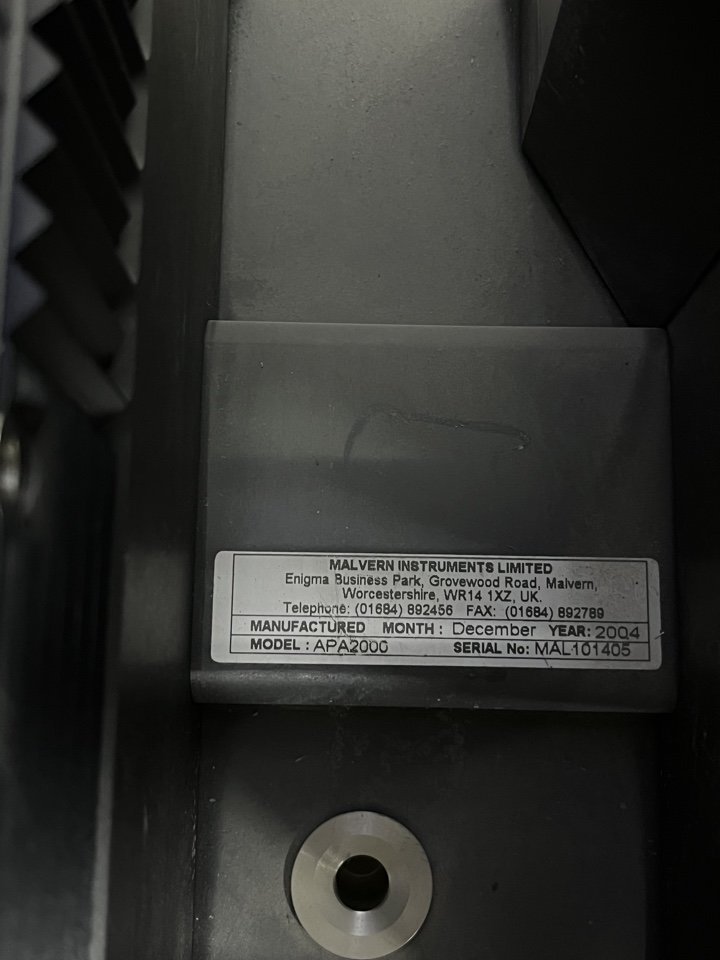 MALVERN INSTRUMENTS LIMITED
Enigma Business Park, Grovewood Road, Malvern,
Worcestershire, WR14 1XZ, UK.
Telephone: (01684) 892456 FAX: (01684) 892789
MANUFACTURED MONTH : December YEAR: 2004
MODEL : APA2000 SERIAL No: MAL101405